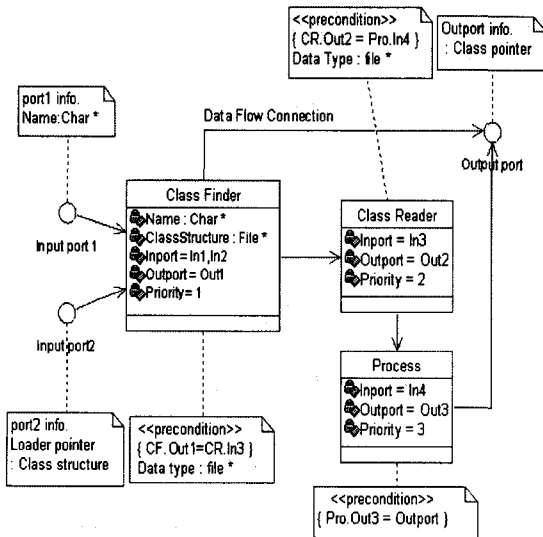 <<precondition>>
{ CR.Out2 = Pro.In4 }
Data Type : file *
Outport info.
: Class pointer
port1 info.
Name:Char *
Data Flow Connection
Output port
Input port 1
Class Finder
Name : Char *
ClassStructure : File *
Inport = In1,In2
Outport = Out1
Priority = 1
Class Reader
Inport = In3
Outport = Out2
Priority = 2
Input port2
Process
Inport = In4
Outport = Out3
Priority = 3
port2 info.
Loader pointer
: Class structure
<<precondition>>
{ CF.Out1=CR.In3 }
Data type : file *
<<precondition>>
{ Pro.Out3 = Outport }